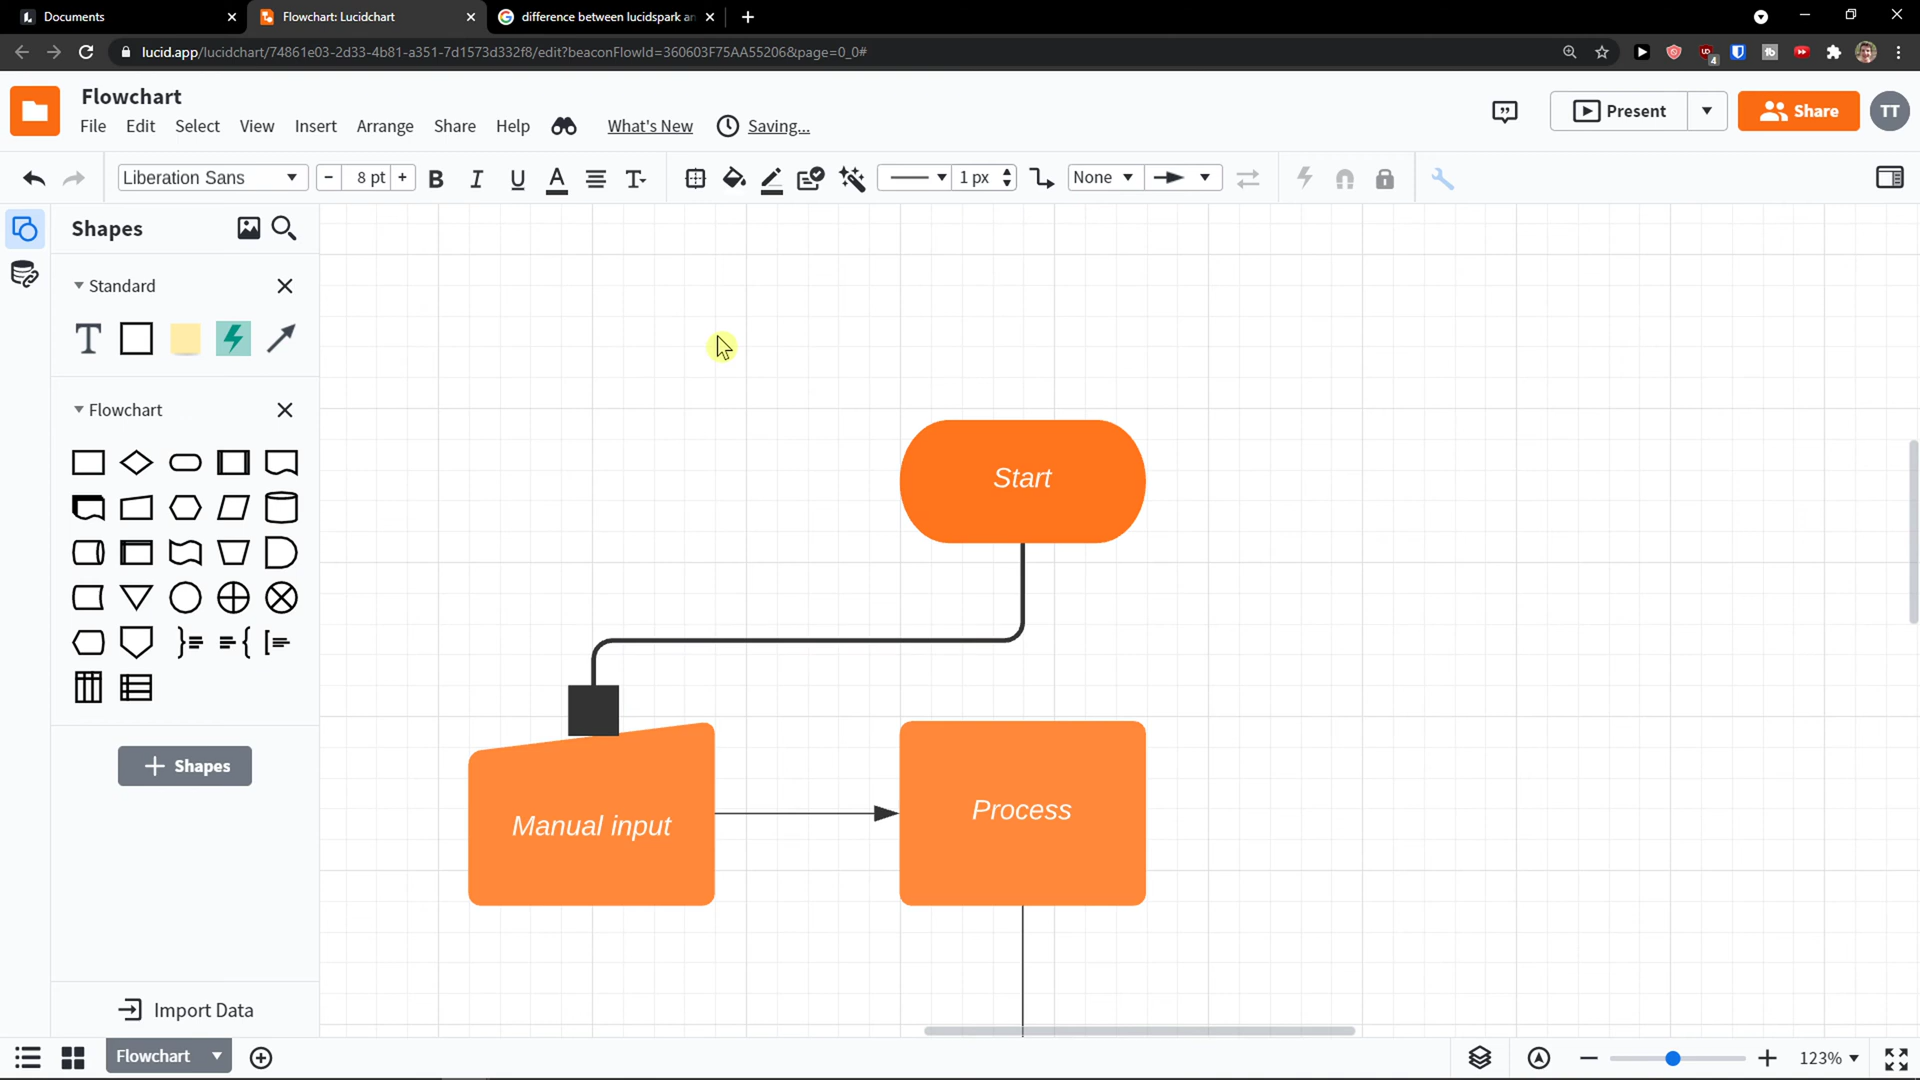 Documents
Flowchart: Lucidchart
difference between lucidspark an
lucid.app/lucidchart/74861e03-2d33-4b81-a351-7d1573d332f8/edit?beaconFlowId=360603F75AA55206&page=0_0#
4
Flowchart
File Edit Select View Insert Arrange Share Help What's New Saving...
Present
Share
TT
Liberation Sans - 8 pt + B I U A T 1 px None
Shapes
Standard
T
Flowchart
+ Shapes
Import Data
Start
Manual input
Process
Flowchart
123%